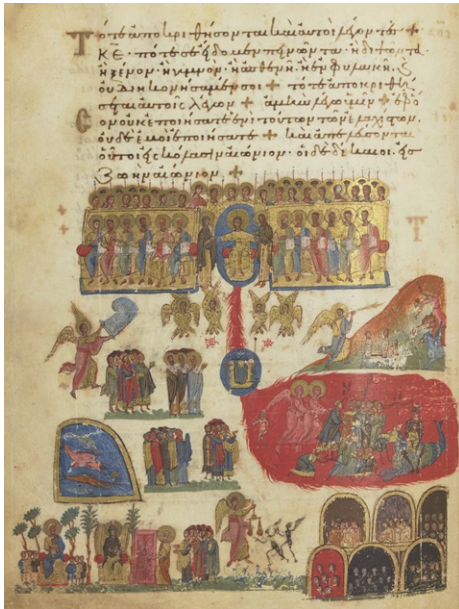 Τότε ἀποκριθήσονται καὶ αὐτοὶ λέγοντες +
ΚΕ · πότε σε εἴδομεν πεινῶντα · ἢ διψῶντα
ἢ ξένον · ἢ γυμνὸν · ἢ ἀσθενῆ · ἢ ἐν φυλακῆ · ϗ
οὐ διηκονήσαμέν σοι + τότε ἀποκριθή
σεται αὐτοῖς λέγων + ἀμὴν λέγω ὑμῖν + ἐφ ὅσ
ον οὐκ ἐποιήσατε ἑνὶ τούτων τῶν ἐλαχίστων ·
οὐδὲ ἐμοὶ ἐποιήσατε + καὶ ἀπελεύσονται
οὗτοι εἰς κόλασιν αἰώνιον · οἱ δὲ δίκαιοι · εἰς
ζωὴν αἰώνιον · +